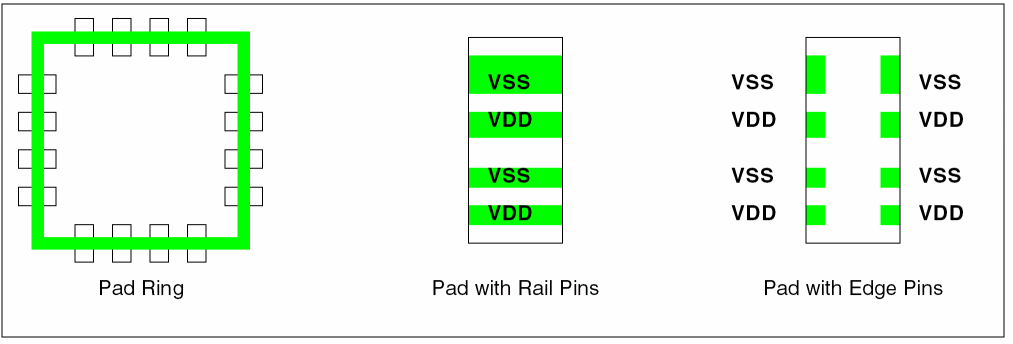 VSS
VDD
VSS
VDD
VSS VSS
VDD VDD
VSS VSS
VDD VDD
Pad Ring
Pad with Rail Pins
Pad with Edge Pins